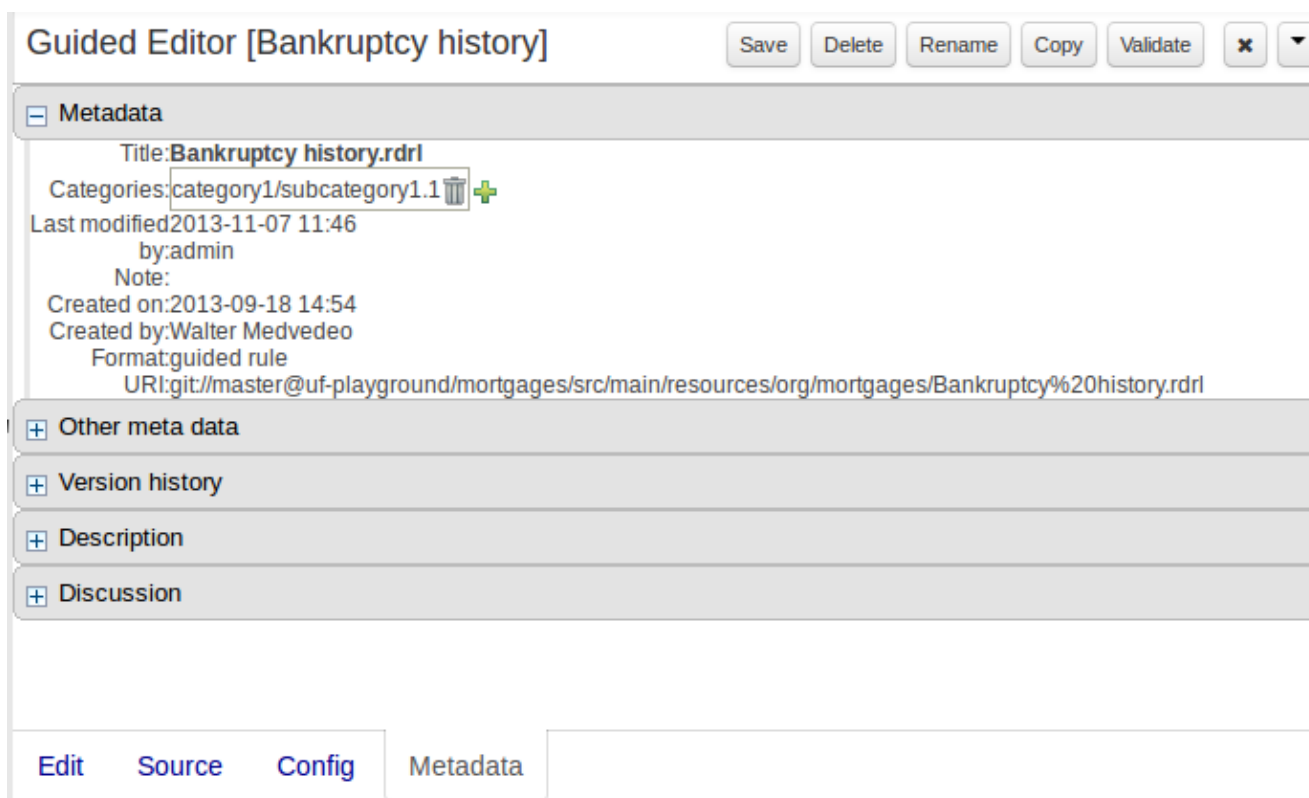 Guided Editor [Bankruptcy history] Save Delete Rename Copy Validate
Metadata
Title:Bankruptcy history.rdrl
Categories:category1/subcategory1.1
Last modified2013-11-07 11:46
by:admin
Note:
Created on:2013-09-18 14:54
Created by:Walter Medvedeo
Format:guided rule
URI:git://master@uf-playground/mortgages/src/main/resources/org/mortgages/Bankruptcy%20history.rdrl
Other meta data
Version history
Description
Discussion
Edit Source Config Metadata